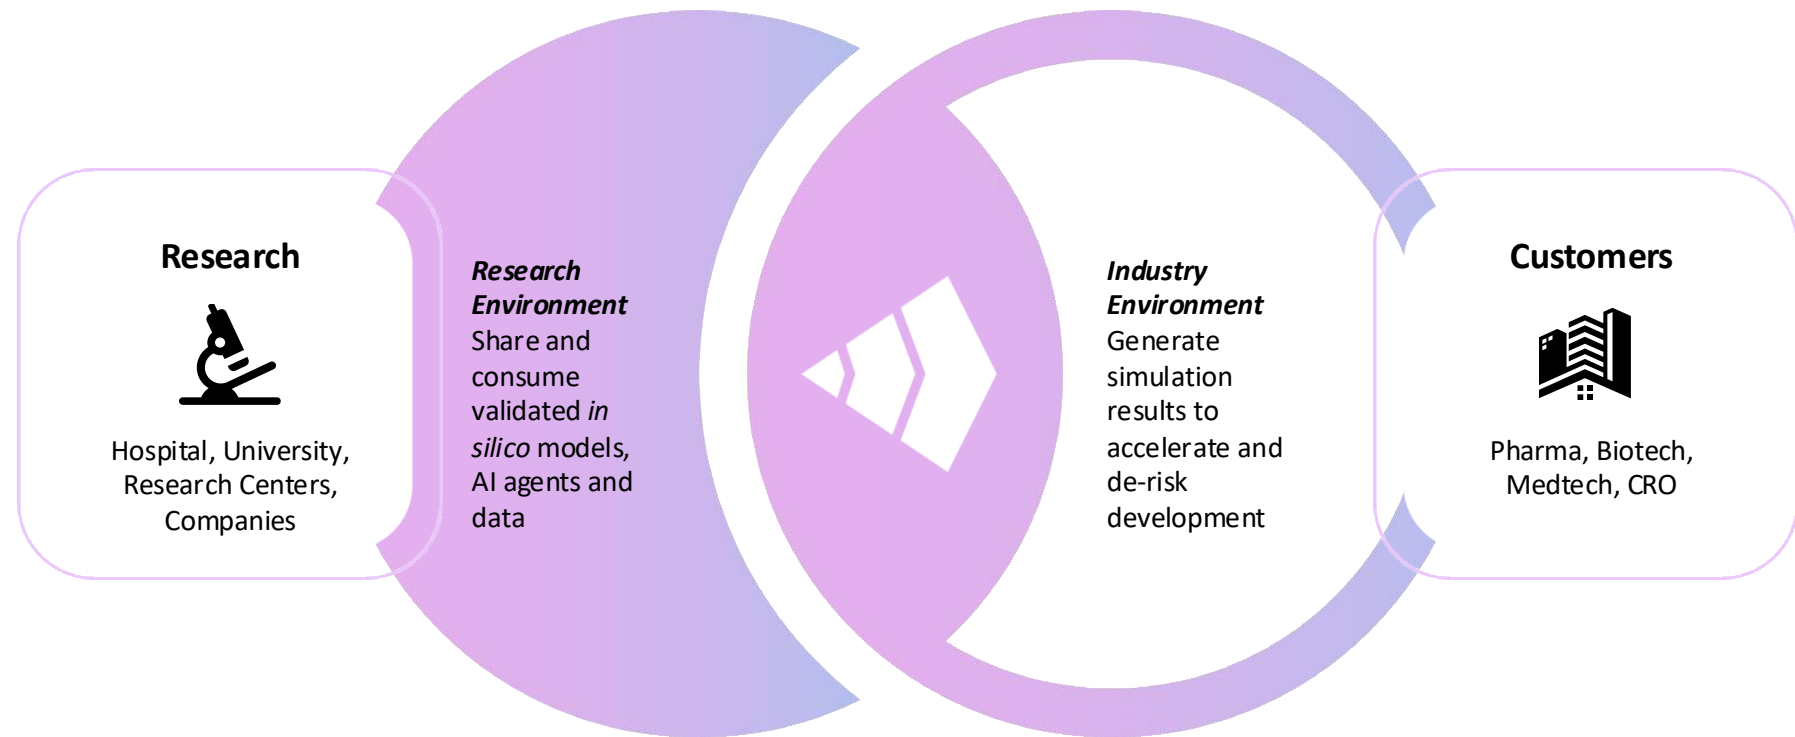 Research
Hospital, University,
Research Centers,
Companies
Research
Environment
Share and
consume
validated in
silico models,
AI agents and
data
Industry
Environment
Generate
simulation
results to
accelerate and
de-risk
development
Customers
Pharma, Biotech,
Medtech, CRO